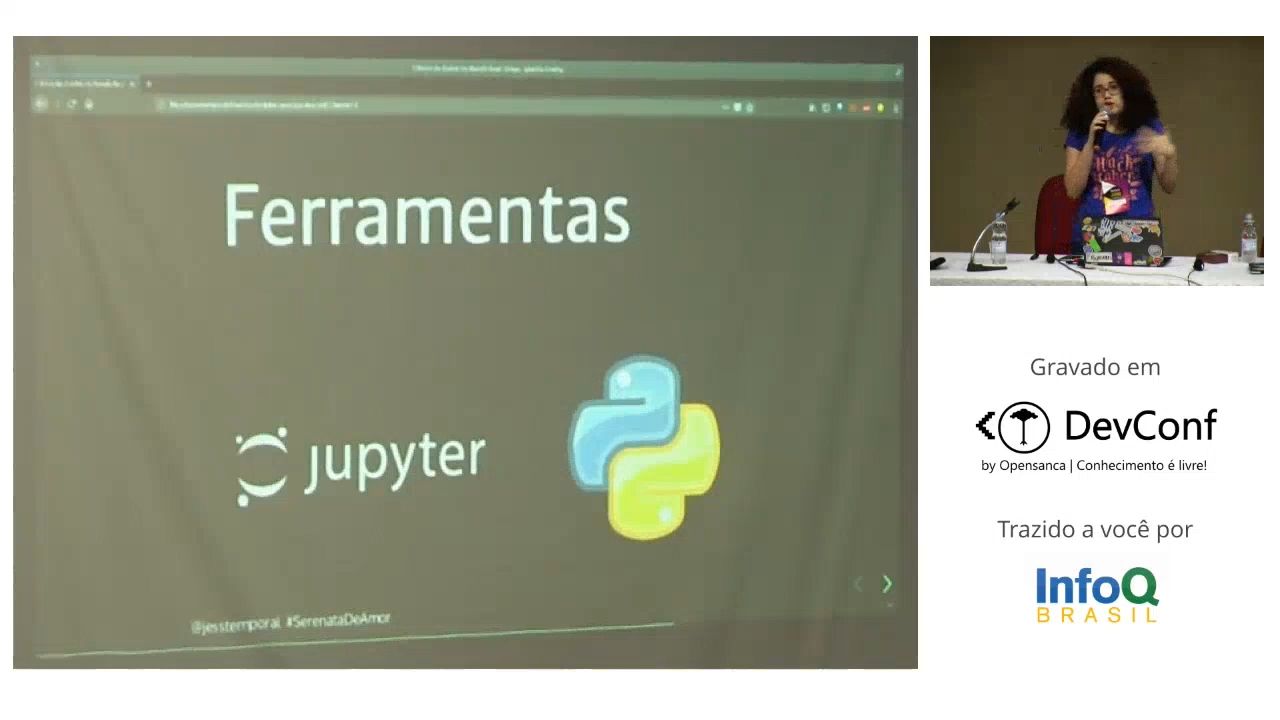 Ferramentas
jupyter
@jesstemporal #SerenataDeAmor
Gravado em
DevConf
by Opensanca | Conhecimento é livre!
Trazido a você por
InfoQ
BRASIL